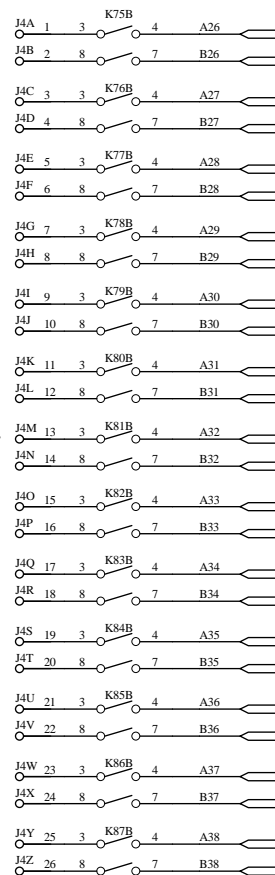 K75B
J4A 1 3 4 A26
J4B 2 8 7 B26
K76B
J4C 3 3 4 A27
J4D 4 8 7 B27
K77B
J4E 5 3 4 A28
J4F 6 8 7 B28
K78B
J4G 7 3 4 A29
J4H 8 8 7 B29
K79B
J4I 9 3 4 A30
J4J 10 8 7 B30
K80B
J4K 11 3 4 A31
J4L 12 8 7 B31
K81B
J4M 13 3 4 A32
J4N 14 8 7 B32
K82B
J4O 15 3 4 A33
J4P 16 8 7 B33
K83B
J4Q 17 3 4 A34
J4R 18 8 7 B34
K84B
J4S 19 3 4 A35
J4T 20 8 7 B35
K85B
J4U 21 3 4 A36
J4V 22 8 7 B36
K86B
J4W 23 3 4 A37
J4X 24 8 7 B37
K87B
J4Y 25 3 4 A38
J4Z 26 8 7 B38